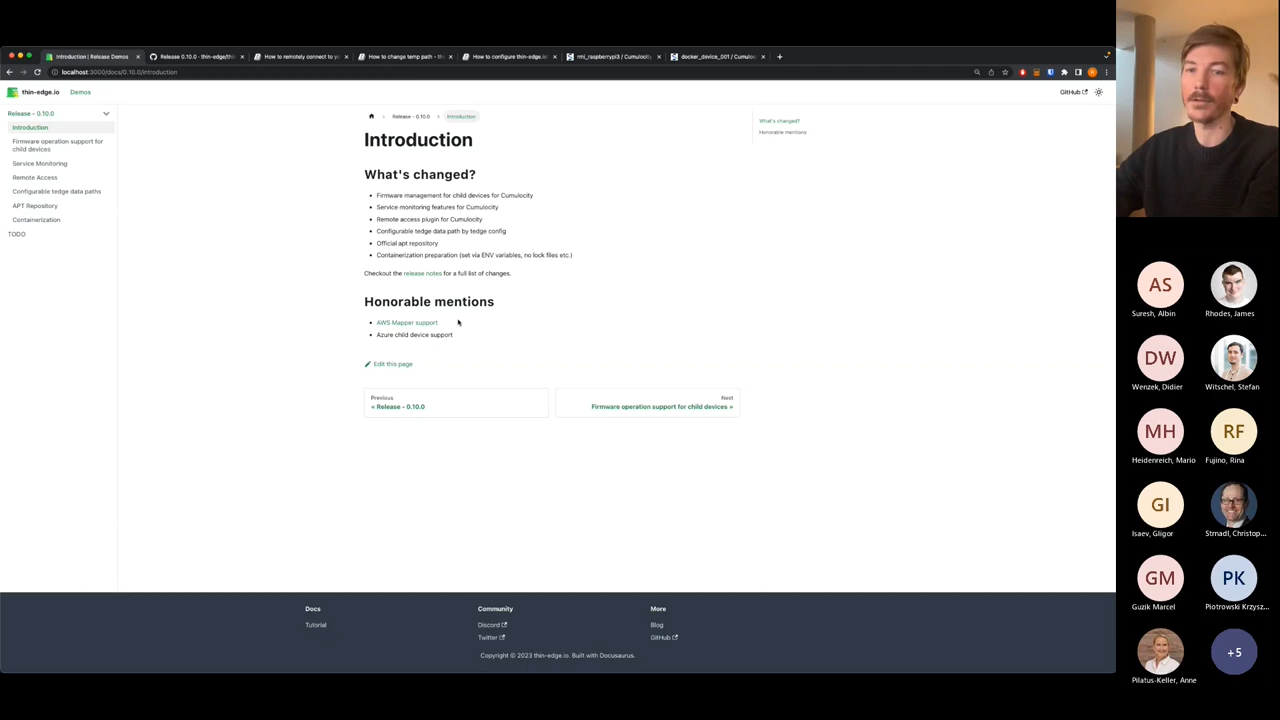 Introduction | Release Demos
Release 0.10.0 · thin-edge/thi
How to remotely connect to yo
How to change temp path - the
How to configure thin-edge.io
rmi_raspberrypi3 / Cumulocity
docker_device_001 / Cumuloc
localhost:3000/docs/0.10.0/introduction
thin-edge.io
Demos
GitHub
Release - 0.10.0
Introduction
Firmware operation support for
child devices
Service Monitoring
Remote Access
Configurable tedge data paths
APT Repository
Containerization
TODO
Release - 0.10.0
Introduction
Introduction
What's changed?
Firmware management for child devices for Cumulocity
Service monitoring features for Cumulocity
Remote access plugin for Cumulocity
Configurable tedge data path by tedge config
Official apt repository
Containerization preparation (set via ENV variables, no lock files etc.)
Checkout the release notes for a full list of changes.
Honorable mentions
AWS Mapper support
Azure child device support
Edit this page
Previous
« Release - 0.10.0
Next
Firmware operation support for child devices »
What's changed?
Honorable mentions
Docs
Tutorial
Community
Discord
Twitter
More
Blog
GitHub
Copyright © 2023 thin-edge.io. Built with Docusaurus.
AS
Suresh, Albin
Rhodes, James
DW
Wenzek, Didier
Witschel, Stefan
MH
Heidenreich, Mario
RF
Fujino, Rina
GI
Isaev, Gligor
Strnadl, Christop...
GM
Guzik Marcel
PK
Piotrowski Krzysz...
Pilatus-Keller, Anne
+5